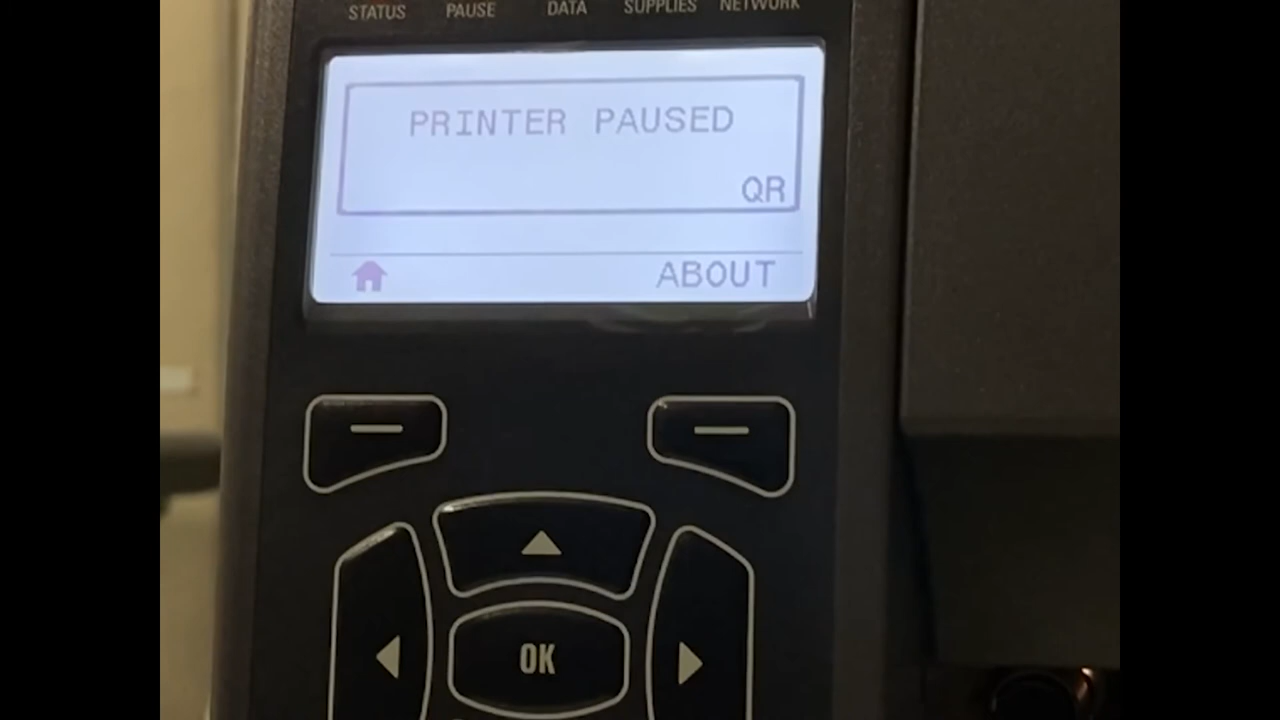 STATUS PAUSE DATA SUPPLIES NETWORK
PRINTER PAUSED
QR
ABOUT
OK